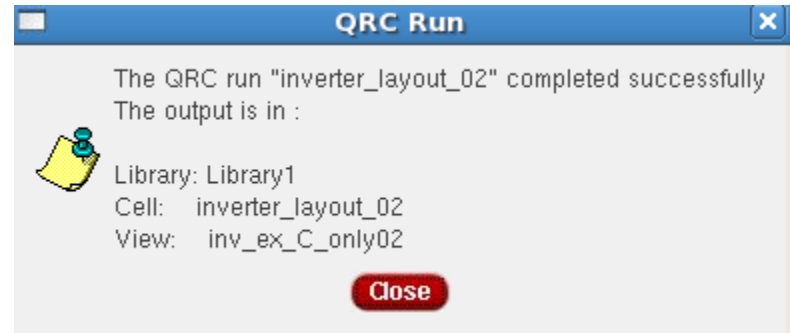 QRC Run
The QRC run "inverter_layout_02" completed successfully
The output is in :
Library: Library1
Cell: inverter_layout_02
View: inv_ex_C_only02
Close